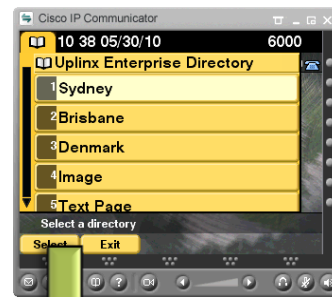 Cisco IP Communicator
10 38 05/30/10 6000
Uplinx Enterprise Directory
1 Sydney
2 Brisbane
3 Denmark
4 Image
5 Text Page
Select a directory
Select Exit